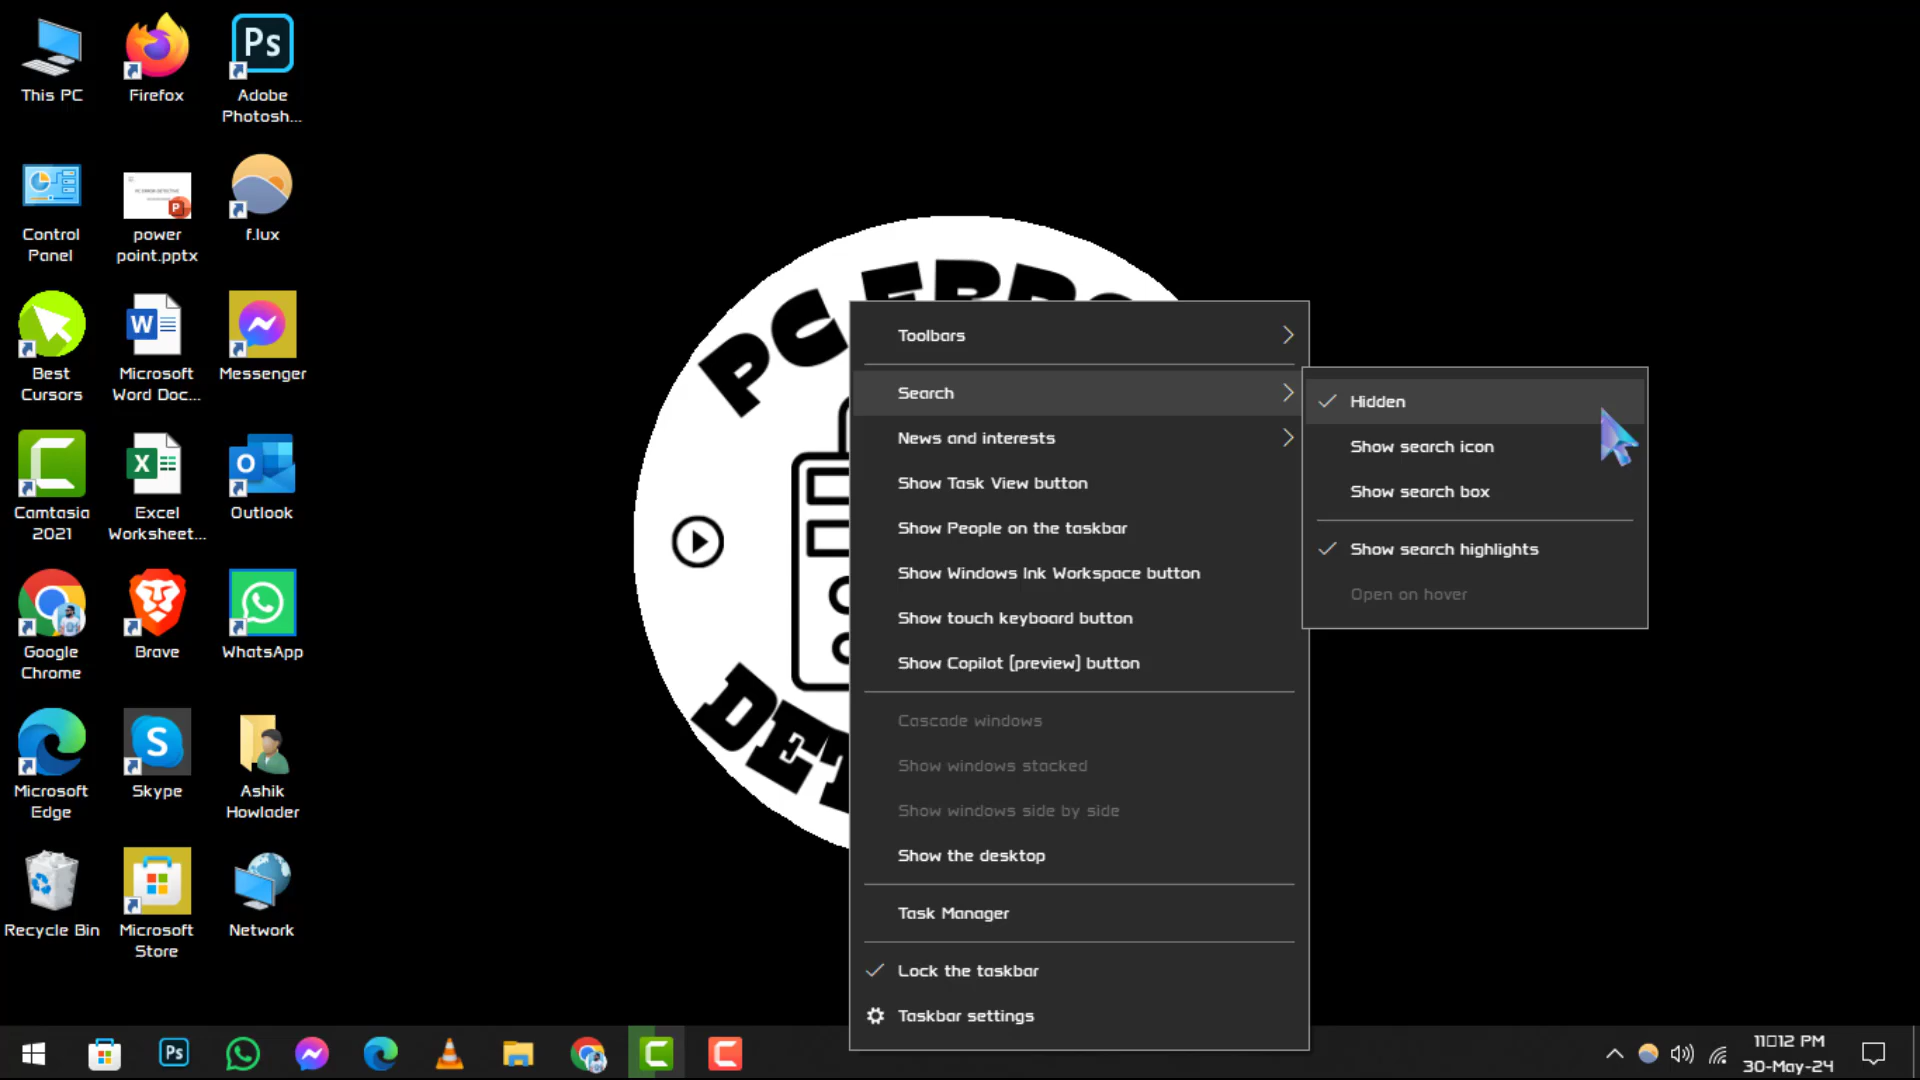 This PC
Firefox
Adobe
Photosh...
Ps
Control
Panel
power
point.pptx
f.lux
Best
Cursors
Microsoft
Word Doc...
Messenger
Camtasia
2021
Excel
Worksheet...
Outlook
Google
Chrome
Brave
WhatsApp
Microsoft
Edge
Skype
Ashik
Howlader
Recycle Bin
Microsoft
Store
Network
PC
DET
Toolbars
Search
News and interests
Show Task View button
Show People on the taskbar
Show Windows Ink Workspace button
Show touch keyboard button
Show Copilot (preview) button
Cascade windows
Show windows stacked
Show windows side by side
Show the desktop
Task Manager
Lock the taskbar
Taskbar settings
Hidden
Show search icon
Show search box
Show search highlights
Open on hover
Ps
11□12 PM
30-May-24